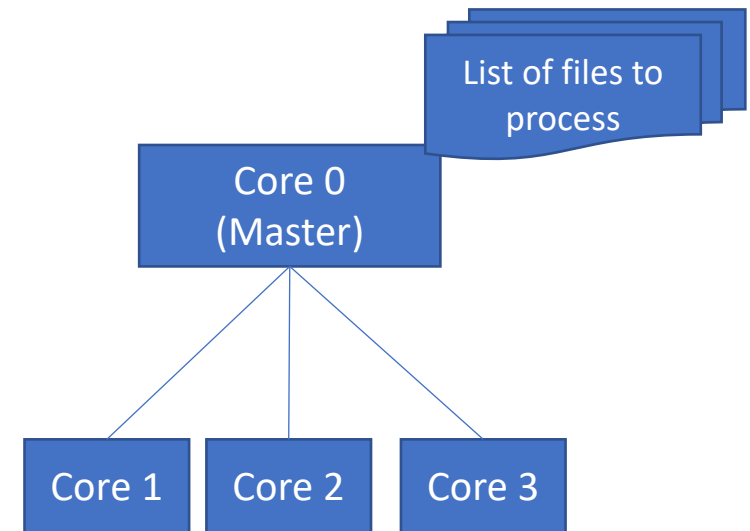 List of files to
process
Core 0
(Master)
Core 1
Core 2
Core 3